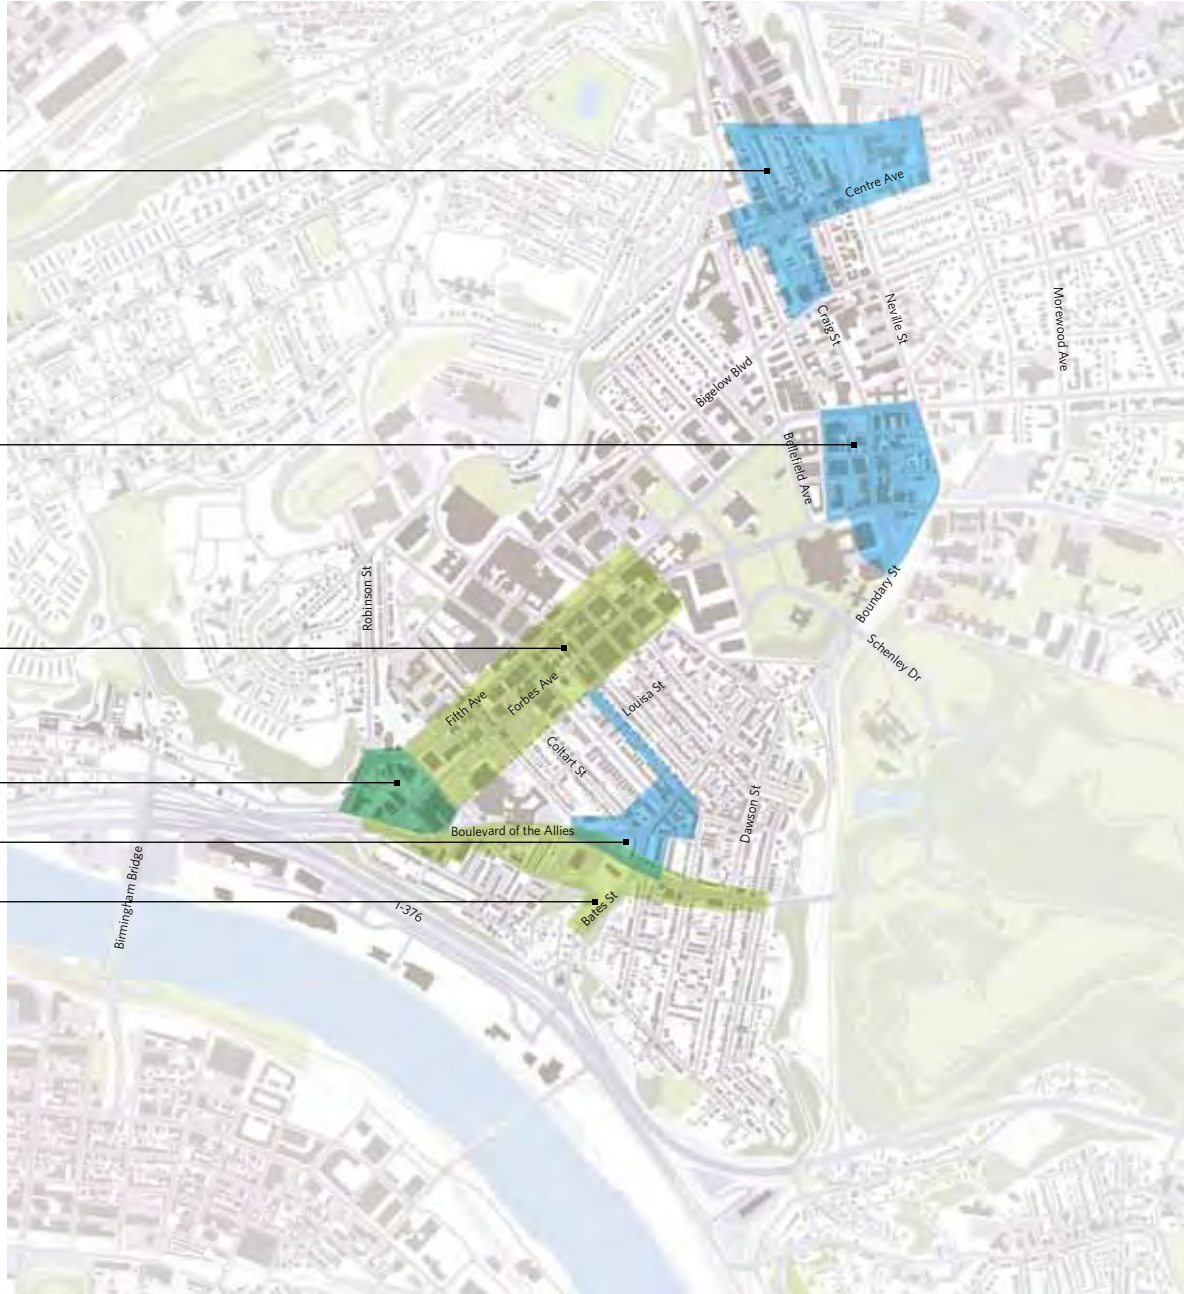 Centre Ave
Neville St
Morewood Ave
Craig St
Bigelow Blvd
Bellefield Ave
Robinson St
Boundary St
Schenley Dr
Fifth Ave
Forbes Ave
Louisa St
Coltart St
Dawson St
Boulevard of the Allies
Birmingham Bridge
I-376
Bates St